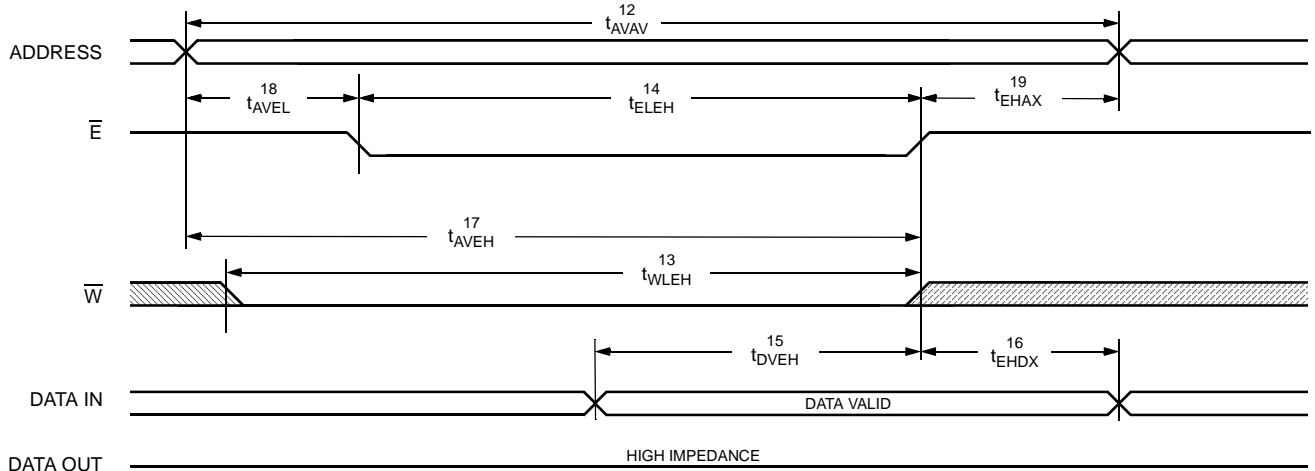 12
tAVAV
ADDRESS
18
tAVEL
14
tELEH
19
tEHAX
E̅
17
tAVEH
13
tWLEH
W̅
15
tDVEH
16
tEHDX
DATA IN
DATA VALID
DATA OUT
HIGH IMPEDANCE